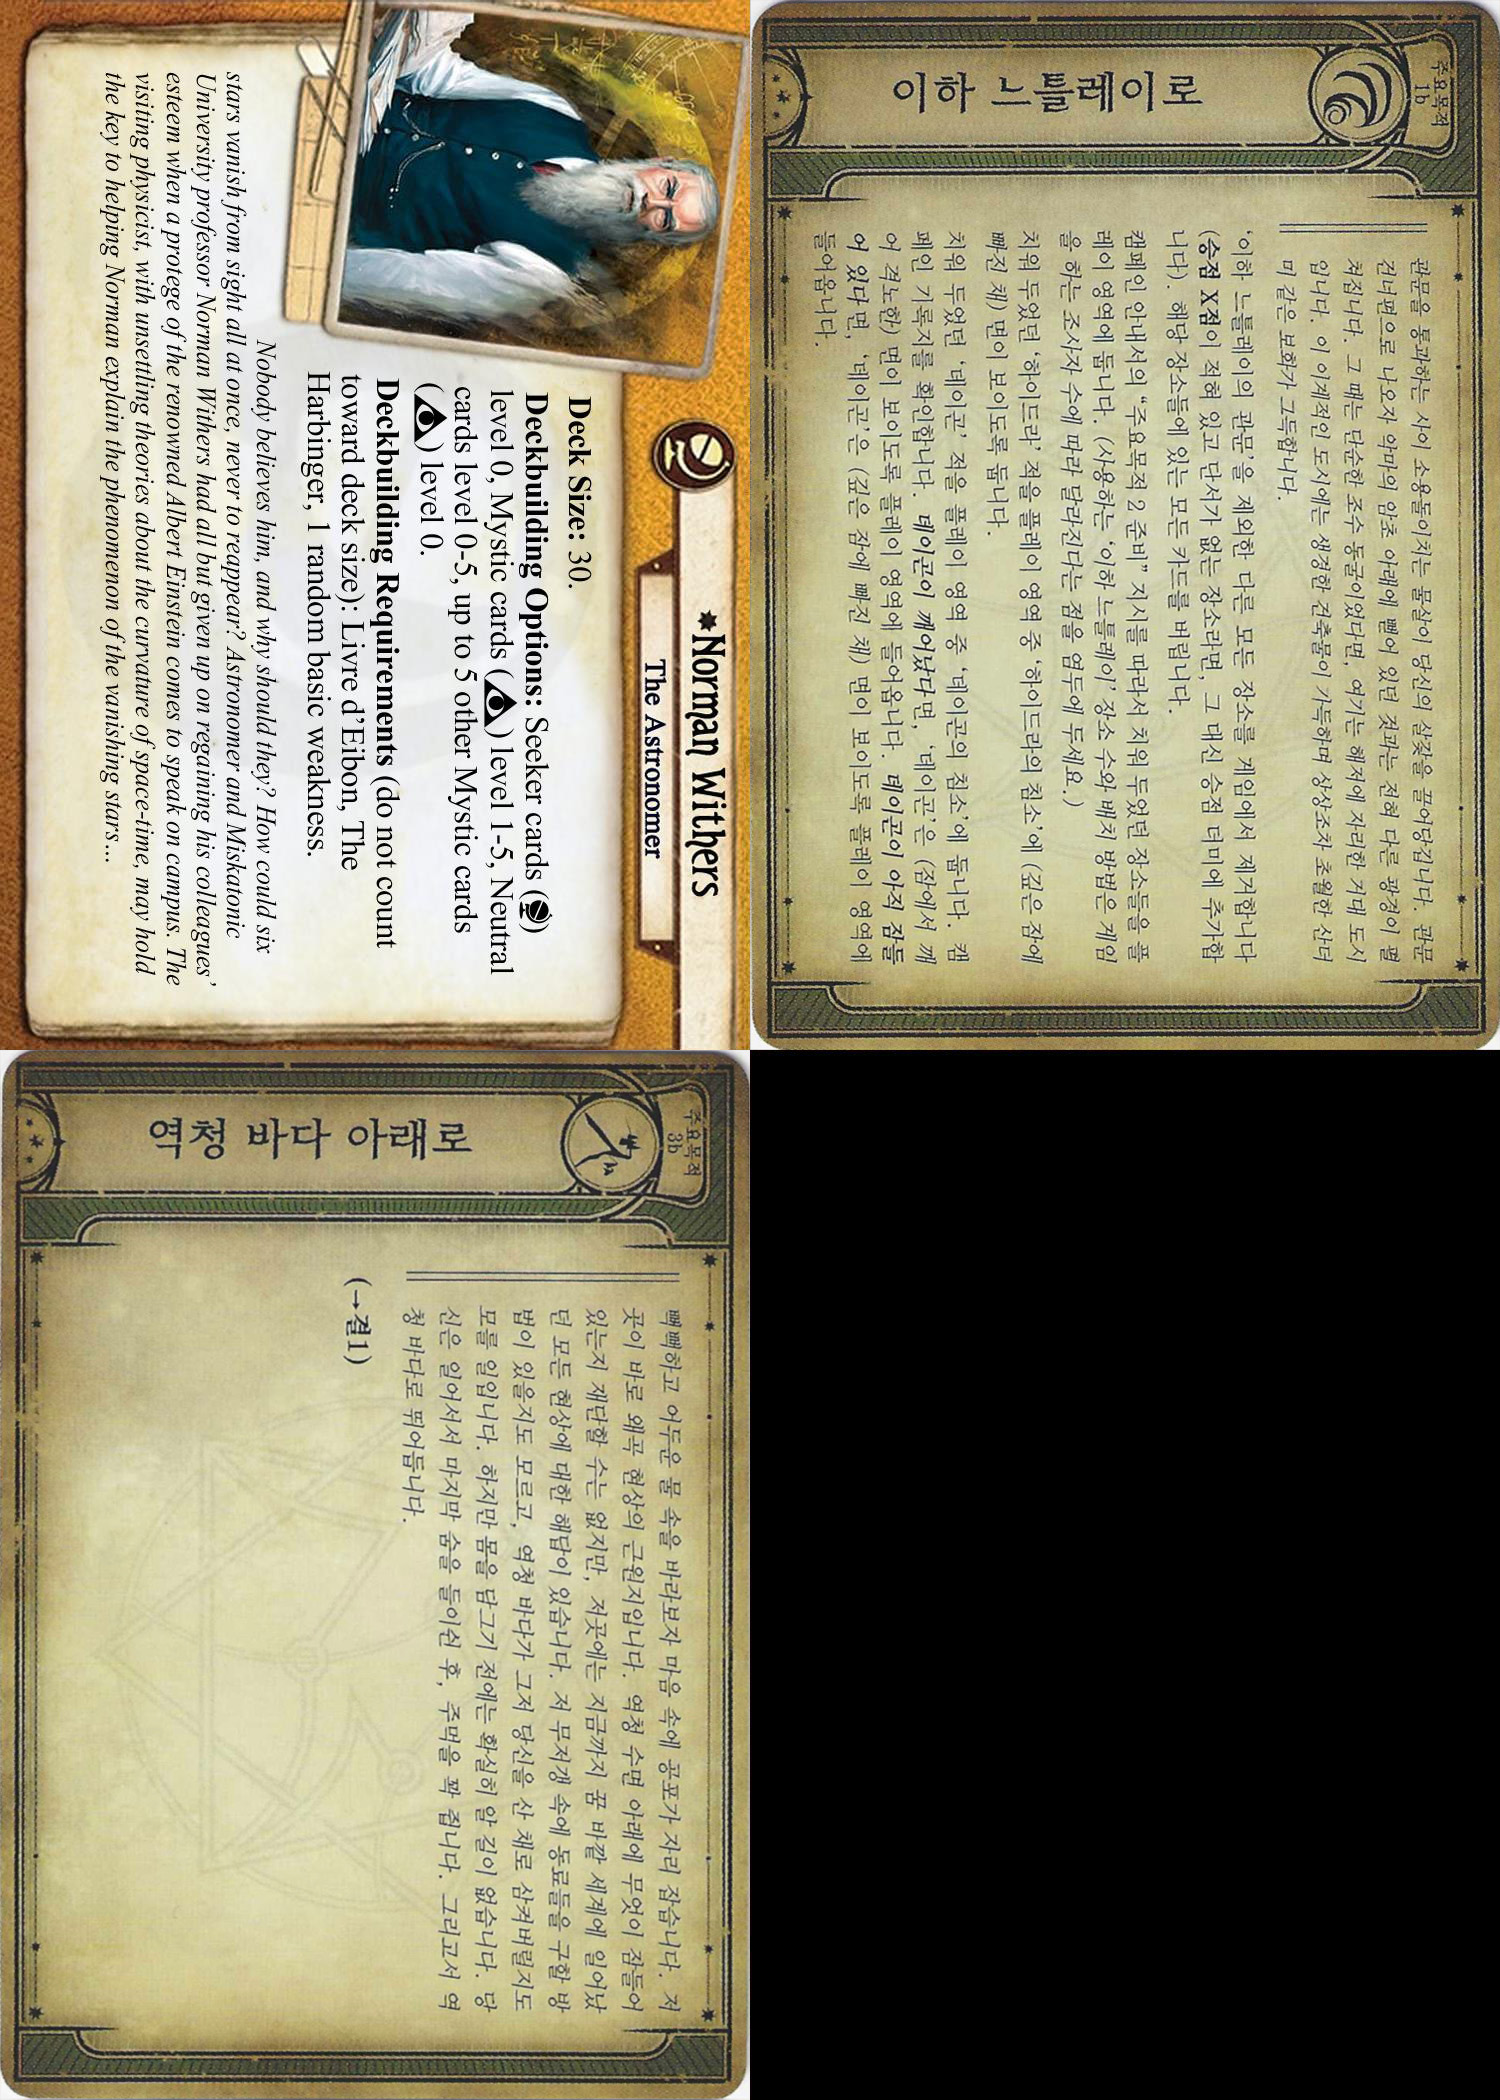 Norman Withers
The Astronomer
Deck Size: 30.
Deckbuilding Options: Seeker cards ()
level 0, Mystic cards () level 1-5, Neutral
cards level 0-5, up to 5 other Mystic cards
() level 0.
Deckbuilding Requirements (do not count
toward deck size): Livre d'Eibon, The
Harbinger, 1 random basic weakness.
Nobody believes him, and why should they? How could six
stars vanish from sight all at once, never to reappear? Astronomer and Miskatonic
University professor Norman Withers had all but given up on regaining his colleagues'
esteem when a protege of the renowned Albert Einstein comes to speak on campus. The
visiting physicist, with unsettling theories about the curvature of space-time, may hold
the key to helping Norman explain the phenomenon of the vanishing stars...
주요목적
1b
이하 느틀레이로
관문을 통과하는 사이 소용돌이치는 물살이 당신의 살갗을 끌어당깁니다. 관문
건너편으로 나오자 악마의 암초 아래에 뻗어 있던 것과는 전혀 다른 광경이 펼
쳐집니다. 그 때는 단순한 조수 동굴이었다면, 여기는 해저에 자리한 거대 도시
입니다. 이 이계적인 도시에는 생경한 건축물이 가득하며 상상조차 초월한 산더
미 같은 보화가 그득합니다.
'이하 느틀레이의 관문'을 제외한 다른 모든 장소를 게임에서 제거합니다
(승점 X점이 적혀 있고 단서가 없는 장소라면, 그 대신 승점 더미에 추가합
니다). 해당 장소들에 있는 모든 카드를 버립니다.
캠페인 안내서의 "주요목적 2 준비" 지시를 따라서 치워 두었던 장소들을 플
레이 영역에 둡니다. (사용하는 '이하 느틀레이' 장소 수와 배치 방법은 게임
을 하는 조사자 수에 따라 달라진다는 점을 염두에 두세요.)
치워 두었던 '하이드라' 적을 플레이 영역 중 '하이드라의 침소'에 (깊은 잠에
빠진 채) 면이 보이도록 둡니다.
치워 두었던 '데이곤' 적을 플레이 영역 중 '데이곤의 침소'에 둡니다. 캠
페인 기록지를 확인합니다. 데이곤이 깨어났다면, '데이곤'은 (잠에서 깨
어 격노한) 면이 보이도록 플레이 영역에 들어옵니다. 데이곤이 아직 잠들
어 있다면, '데이곤'은 (깊은 잠에 빠진 채) 면이 보이도록 플레이 영역에
들어옵니다.
주요목적
3b
역청 바다 아래로
빽빽하고 어두운 물 속을 바라보자 마음 속에 공포가 자리 잡습니다. 저
곳이 바로 왜곡 현상의 근원지입니다. 역청 수면 아래에 무엇이 잠들어
있는지 재단할 수는 없지만, 저곳에는 지금까지 꿈 바깥 세계에 일어났
던 모든 현상에 대한 해답이 있습니다. 저 무저갱 속에 동료들을 구할 방
법이 있을지도 모르고, 역청 바다가 그저 당신을 산 채로 삼켜버릴지도
모를 일입니다. 하지만 몸을 담그기 전에는 확실히 알 길이 없습니다. 당
신은 일어서서 마지막 숨을 들이쉰 후, 주먹을 꽉 쥡니다. 그리고서 역
청 바다로 뛰어듭니다.
(→결1)